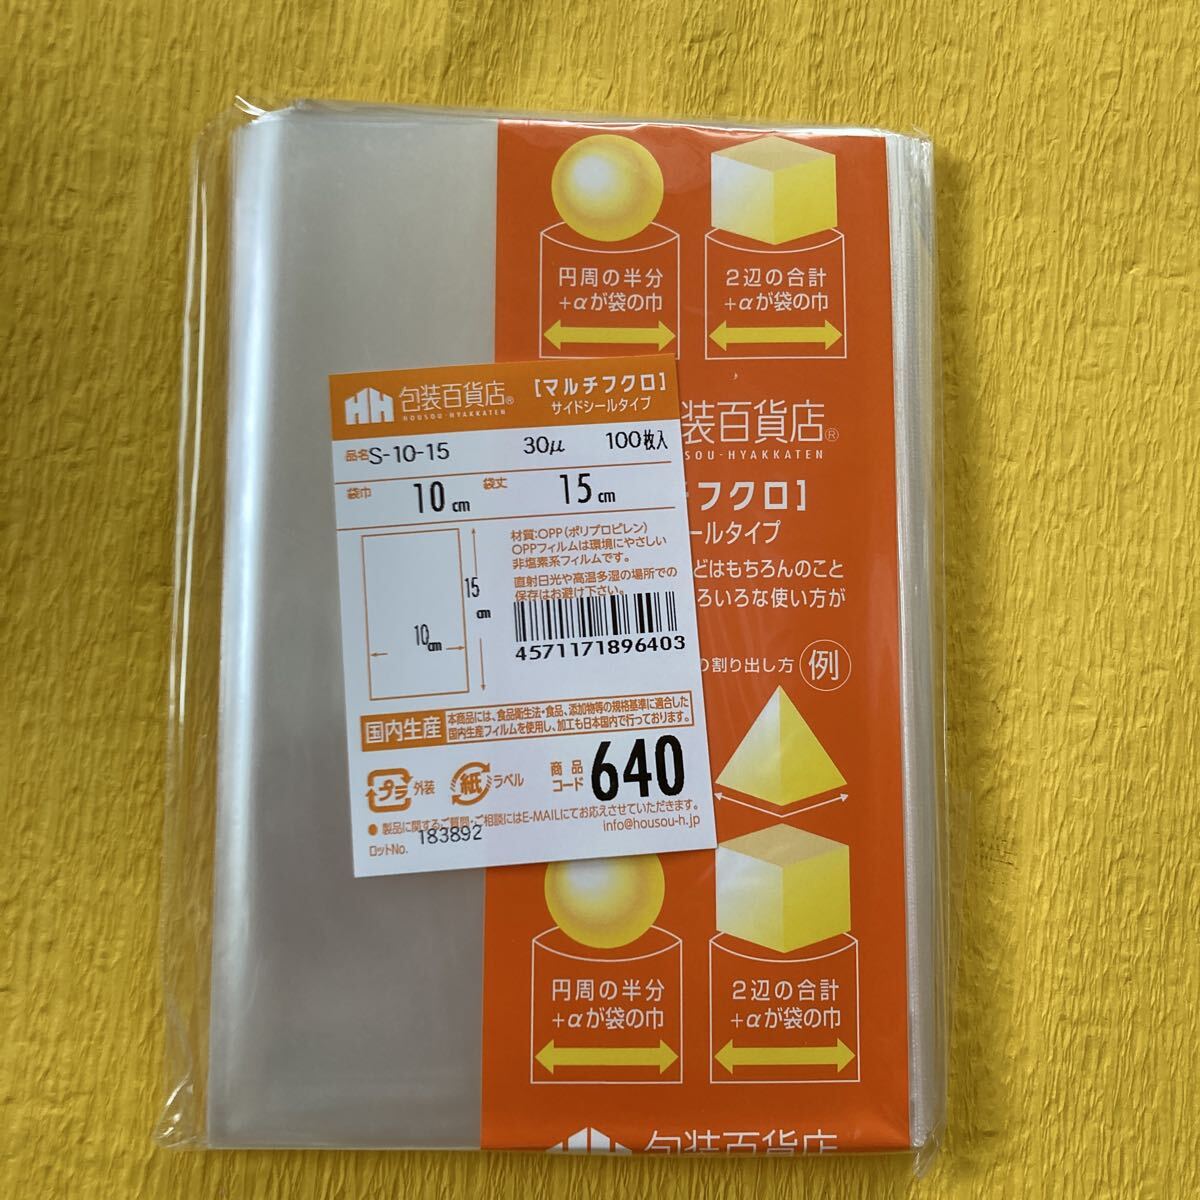 円周の半分
+αが袋の巾
2辺の合計
+αが袋の巾
HH 包装百貨店®
HOUSOU-HYAKKATEN
[マルチフクロ]
サイドシールタイプ
品名 S-10-15 30μ 100枚入
袋巾 10cm 袋丈 15cm
材質:OPP(ポリプロピレン)
OPPフィルムは環境にやさしい
非塩素系フィルムです。
直射日光や高温多湿の場所での
保存はお避け下さい。
15
cm
10cm
4571171896403
国内生産
本商品には、食品衛生法・食品、添加物等の規格基準に適合した
国内生産フィルムを使用し、加工も日本国内で行っております。
プラ 外装
紙 ラベル
商品
コード 640
●製品に関するご質問・ご相談にはE-MAILにてお応えさせていただきます。
info@housou-h.jp
ロットNo. 183892
装百貨店®
SOU-HYAKKATEN
チフクロ]
ールタイプ
どはもちろんのこと
ろいろな使い方が
の割り出し方 例
円周の半分
+αが袋の巾
2辺の合計
+αが袋の巾
包装百貨店